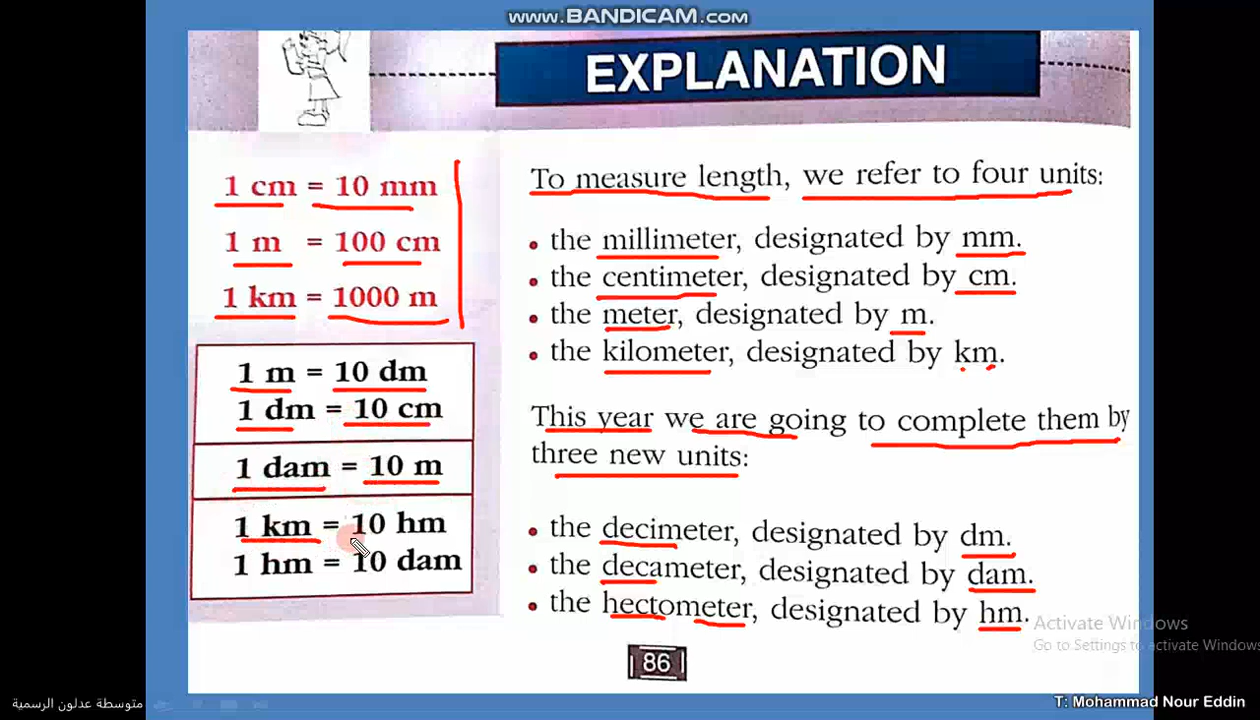 WWW.BANDICAM.COM
EXPLANATION
1 cm = 10 mm
1 m = 100 cm
1 km = 1000 m
1 m = 10 dm
1 dm = 10 cm
1 dam = 10 m
1 km = 10 hm
1 hm = 10 dam
To measure length, we refer to four units:
• the millimeter, designated by mm.
• the centimeter, designated by cm.
• the meter, designated by m.
• the kilometer, designated by km.
This year we are going to complete them by
three new units:
• the decimeter, designated by dm.
• the decameter, designated by dam.
• the hectometer, designated by hm.
86
Activate Windows
Go to Settings to activate Windows
متوسطة عدلون الرسمية
T: Mohammad Nour Eddin